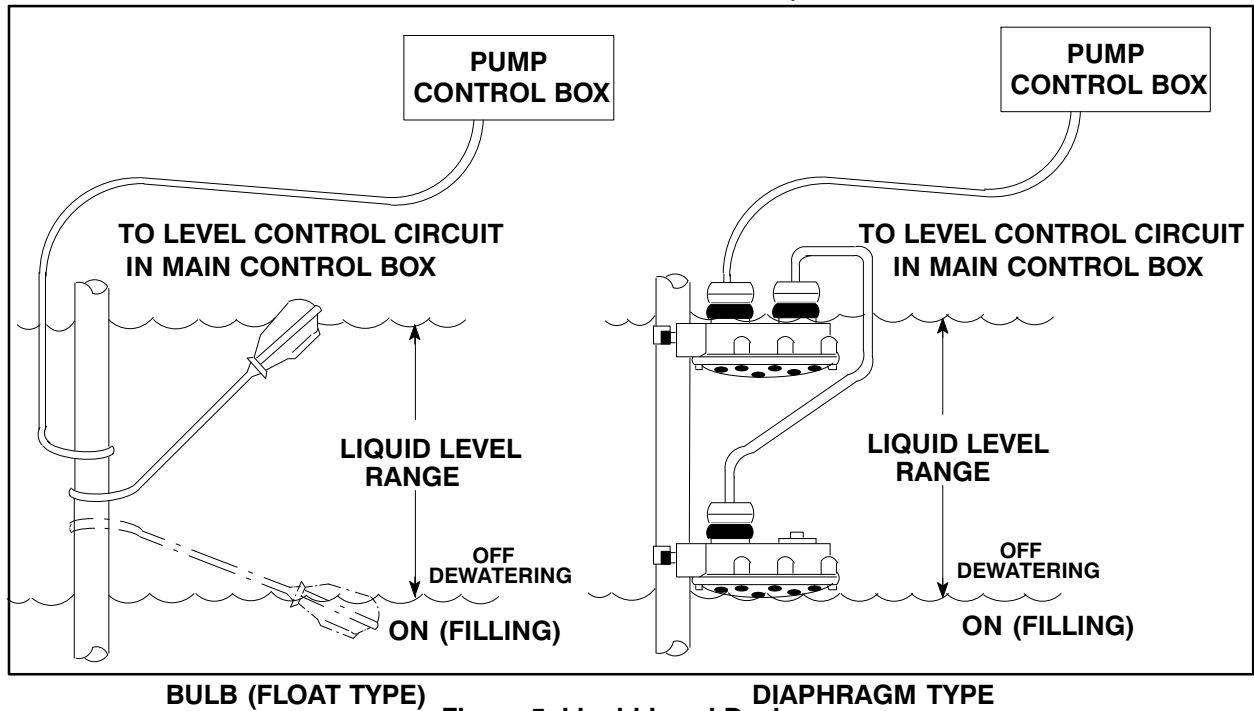 PUMP
CONTROL BOX
TO LEVEL CONTROL CIRCUIT
IN MAIN CONTROL BOX
LIQUID LEVEL
RANGE
OFF
DEWATERING
ON (FILLING)
BULB (FLOAT TYPE)
PUMP
CONTROL BOX
TO LEVEL CONTROL CIRCUIT
IN MAIN CONTROL BOX
LIQUID LEVEL
RANGE
OFF
DEWATERING
ON (FILLING)
DIAPHRAGM TYPE